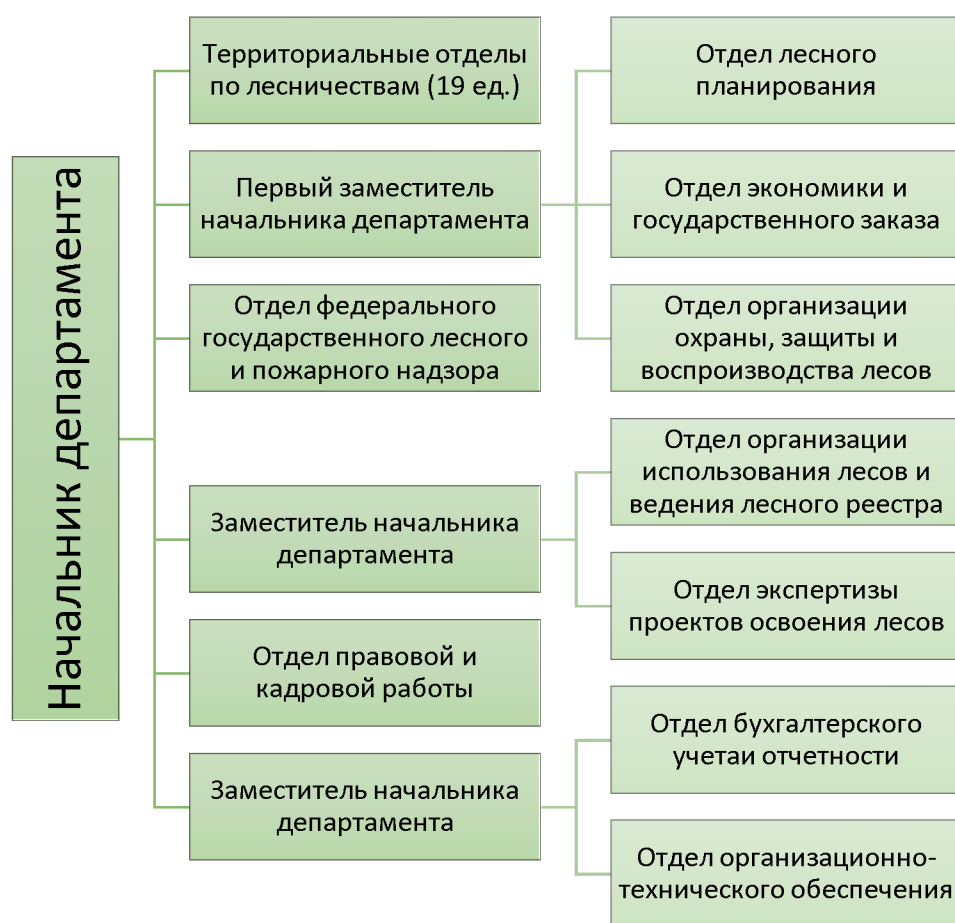 Начальник департамента
Территориальные отделы
по лесничествам (19 ед.)
Первый заместитель
начальника департамента
Отдел лесного
планирования
Отдел экономики и
государственного заказа
Отдел организации
охраны, защиты и
воспроизводства лесов
Отдел федерального
государственного лесного
и пожарного надзора
Заместитель начальника
департамента
Отдел организации
использования лесов и
ведения лесного реестра
Отдел экспертизы
проектов освоения лесов
Отдел правовой и
кадровой работы
Заместитель начальника
департамента
Отдел бухгалтерского
учетаи отчетности
Отдел организационно-
технического обеспечения